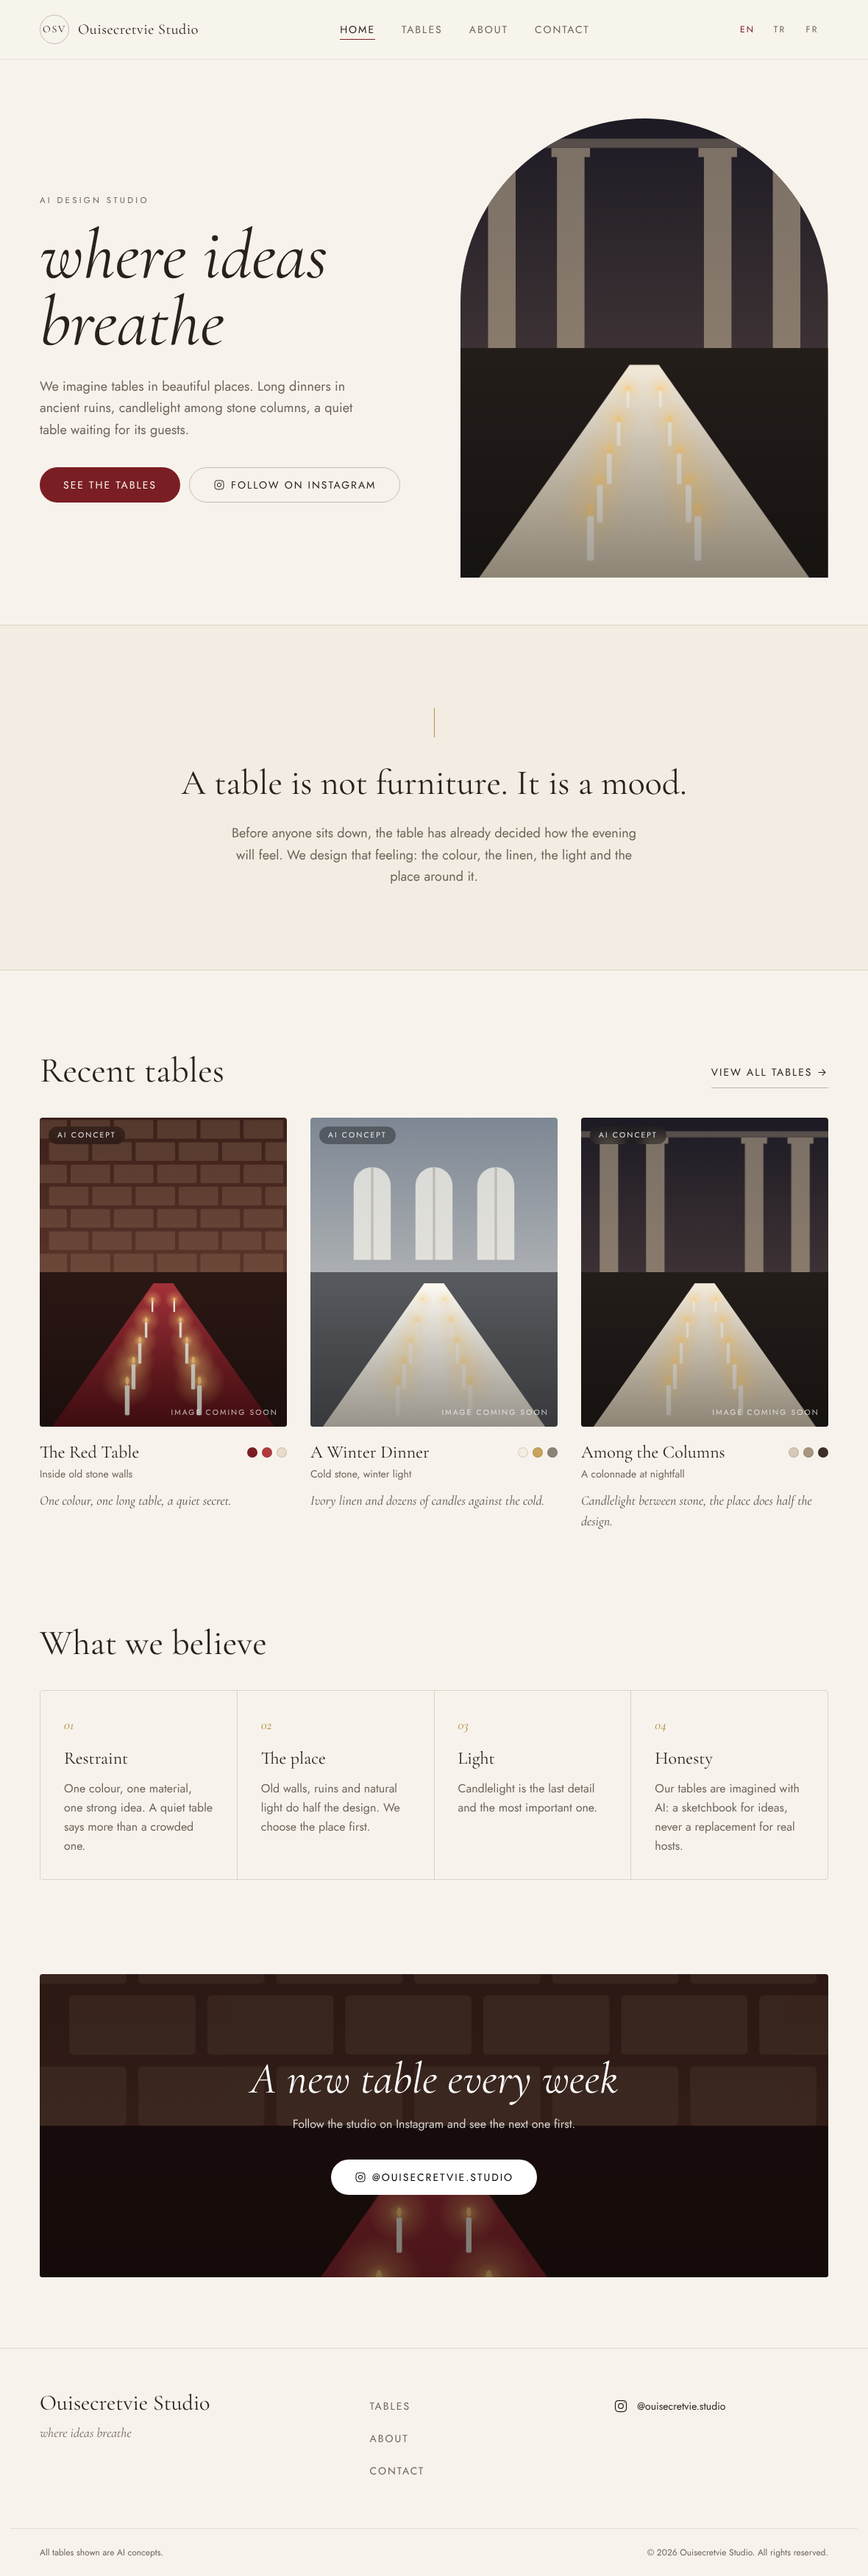 OSV Ouisecretvie Studio
HOME TABLES ABOUT CONTACT
EN TR FR
AI DESIGN STUDIO
where ideas
breathe
We imagine tables in beautiful places. Long dinners in
ancient ruins, candlelight among stone columns, a quiet
table waiting for its guests.
SEE THE TABLES
FOLLOW ON INSTAGRAM
A table is not furniture. It is a mood.
Before anyone sits down, the table has already decided how the evening
will feel. We design that feeling: the colour, the linen, the light and the
place around it.
Recent tables
VIEW ALL TABLES →
AI CONCEPT
IMAGE COMING SOON
The Red Table
Inside old stone walls
One colour, one long table, a quiet secret.
AI CONCEPT
IMAGE COMING SOON
A Winter Dinner
Cold stone, winter light
Ivory linen and dozens of candles against the cold.
AI CONCEPT
IMAGE COMING SOON
Among the Columns
A colonnade at nightfall
Candlelight between stone, the place does half the
design.
What we believe
01
Restraint
One colour, one material,
one strong idea. A quiet table
says more than a crowded
one.
02
The place
Old walls, ruins and natural
light do half the design. We
choose the place first.
03
Light
Candlelight is the last detail
and the most important one.
04
Honesty
Our tables are imagined with
AI: a sketchbook for ideas,
never a replacement for real
hosts.
A new table every week
Follow the studio on Instagram and see the next one first.
@OUISECRETVIE.STUDIO
Ouisecretvie Studio
where ideas breathe
TABLES
ABOUT
CONTACT
@ouisecretvie.studio
All tables shown are AI concepts.
© 2026 Ouisecretvie Studio. All rights reserved.